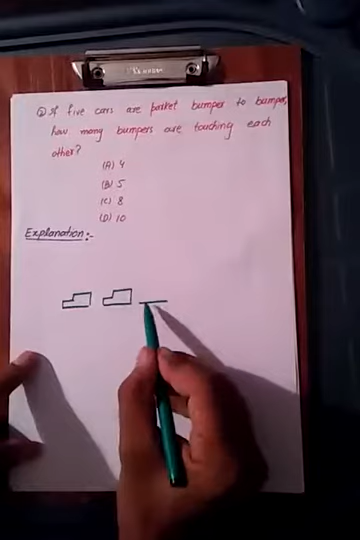 Q If five cars are parket bumper to bumper,
how many bumpers are touching each
other?
(A) 4
(B) 5
(C) 8
(D) 10
Explanation:-